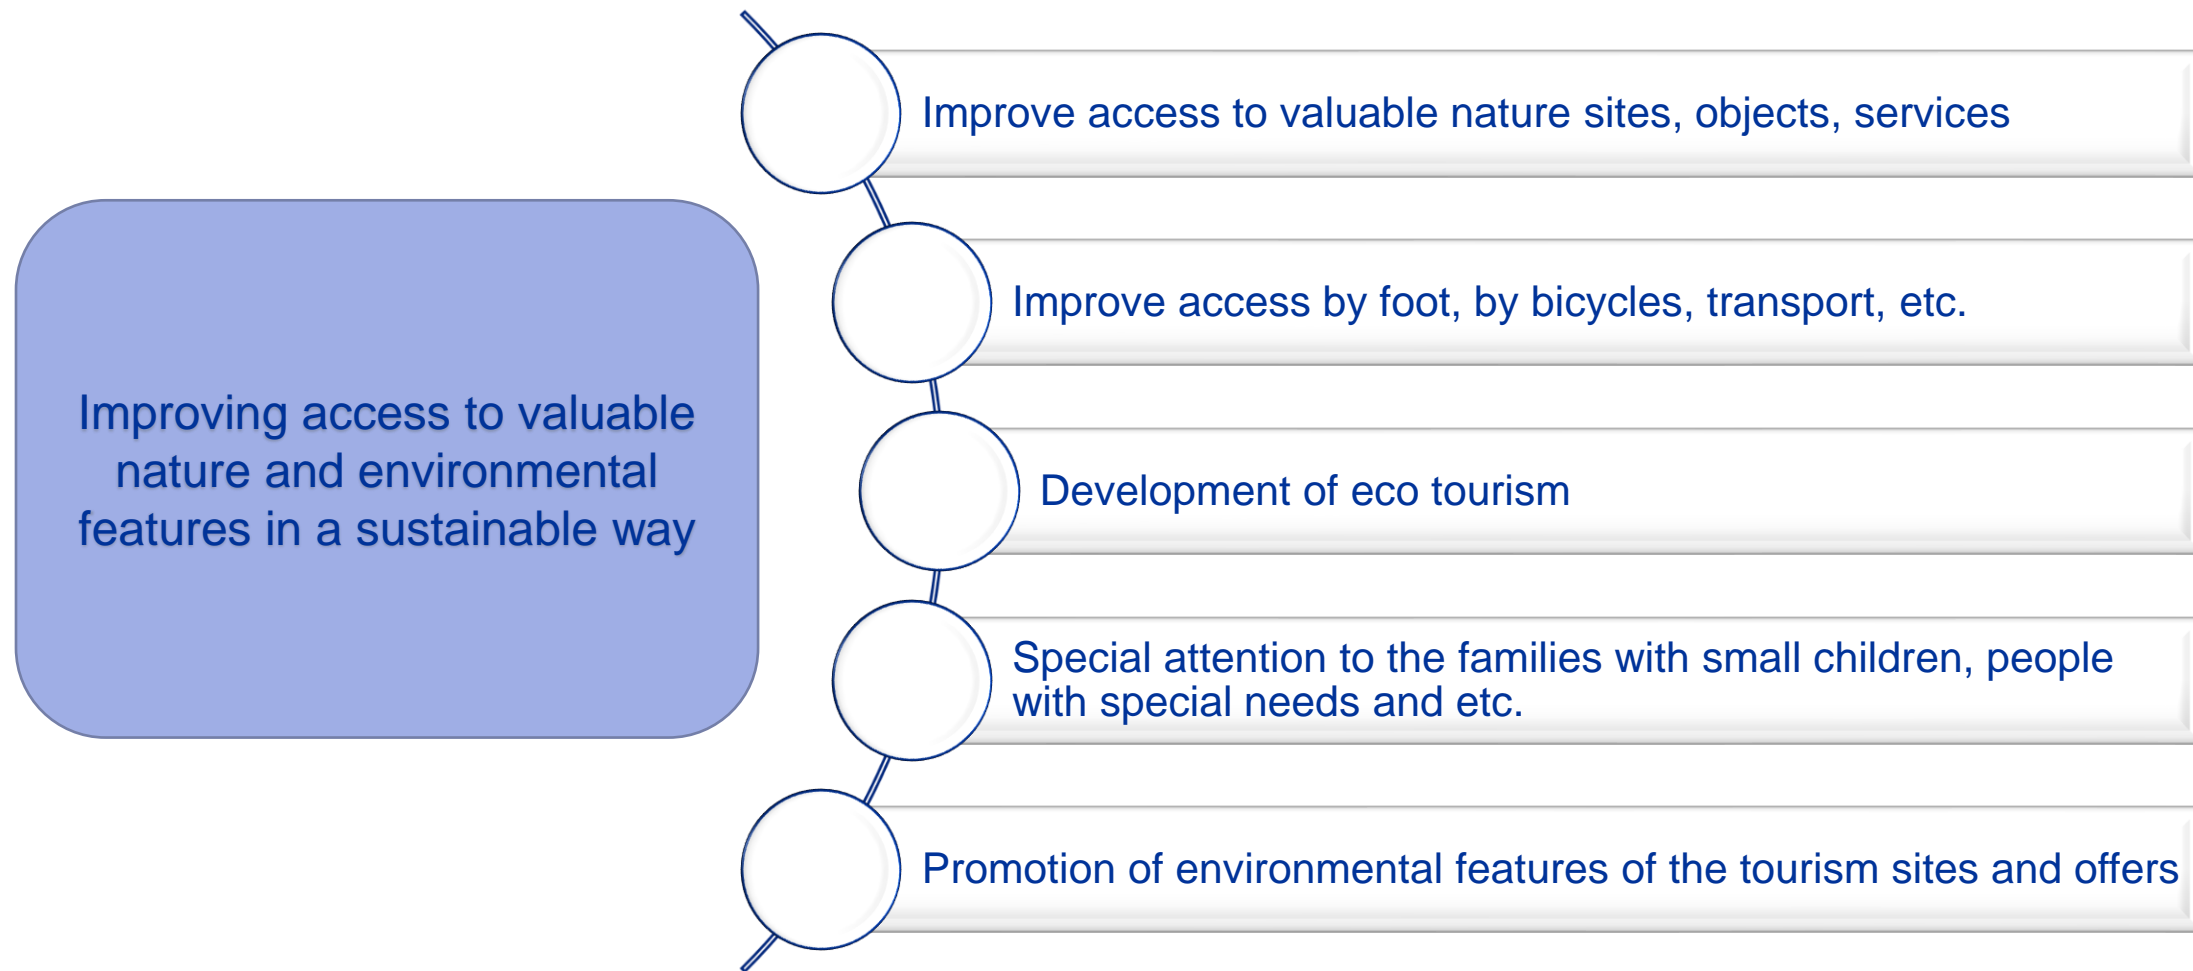 Improving access to valuable
nature and environmental
features in a sustainable way
Improve access to valuable nature sites, objects, services
Improve access by foot, by bicycles, transport, etc.
Development of eco tourism
Special attention to the families with small children, people
with special needs and etc.
Promotion of environmental features of the tourism sites and offers